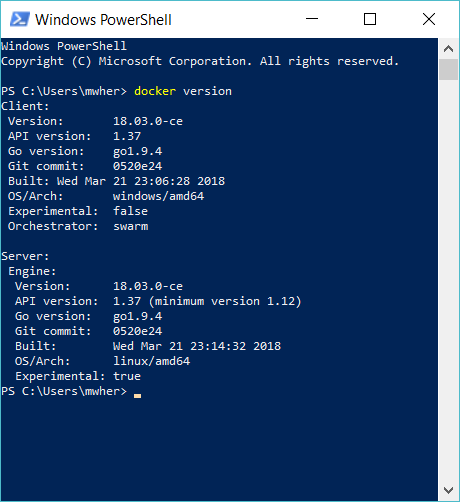 Windows PowerShell
Windows PowerShell
Copyright (C) Microsoft Corporation. All rights reserved.
PS C:\Users\mwher> docker version
Client:
 Version:       18.03.0-ce
 API version:   1.37
 Go version:    go1.9.4
 Git commit:    0520e24
 Built: Wed Mar 21 23:06:28 2018
 OS/Arch:       windows/amd64
 Experimental:  false
 Orchestrator:  swarm
Server:
 Engine:
  Version:      18.03.0-ce
  API version:  1.37 (minimum version 1.12)
  Go version:   go1.9.4
  Git commit:   0520e24
  Built:        Wed Mar 21 23:14:32 2018
  OS/Arch:      linux/amd64
  Experimental: true
PS C:\Users\mwher>